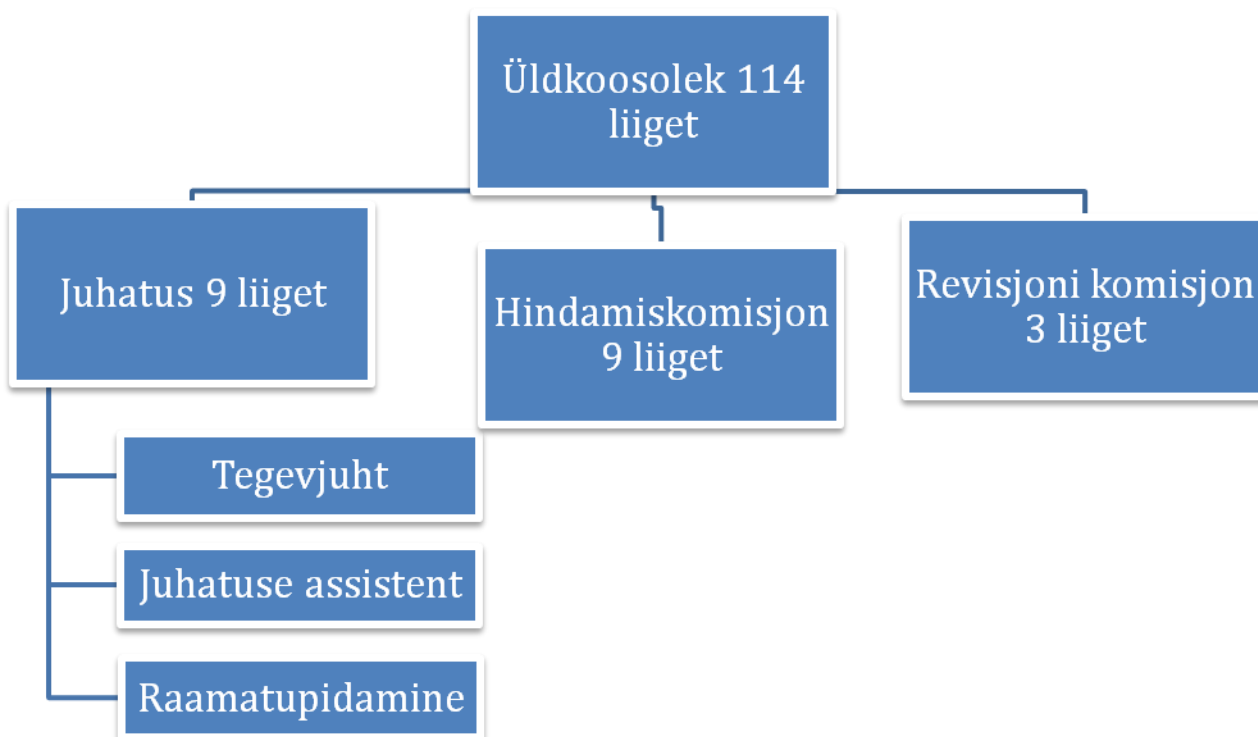 Üldkoosolek 114
liiget
Juhatus 9 liiget
Hindamiskomisjon
9 liiget
Revisjoni komisjon
3 liiget
Tegevjuht
Juhatuse assistent
Raamatupidamine